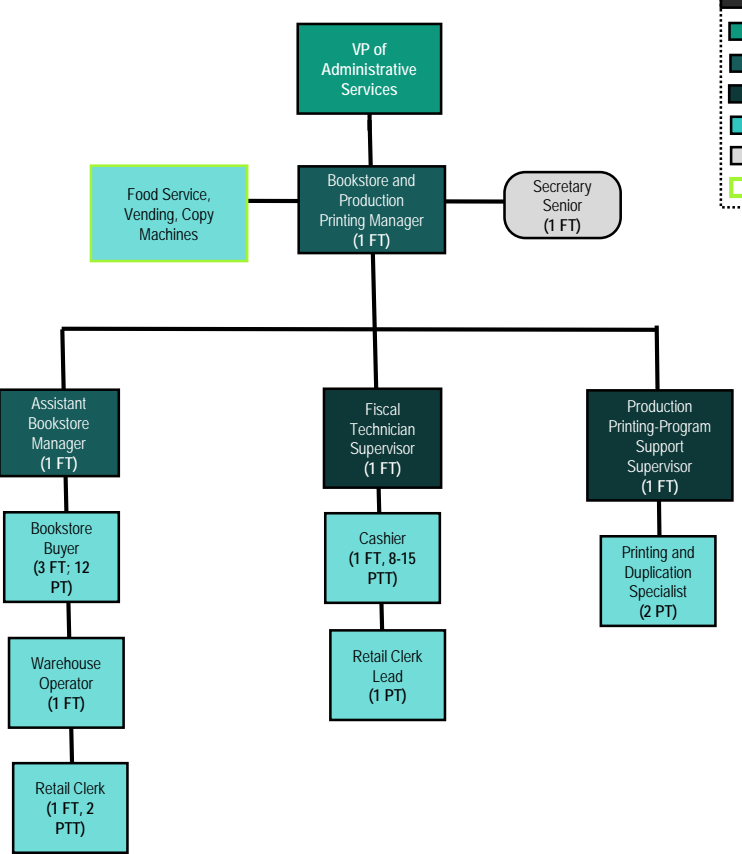 VP of
Administrative
Services
Food Service,
Vending, Copy
Machines
Bookstore and
Production
Printing Manager
(1 FT)
Secretary
Senior
(1 FT)
Assistant
Bookstore
Manager
(1 FT)
Fiscal
Technician
Supervisor
(1 FT)
Production
Printing-Program
Support
Supervisor
(1 FT)
Bookstore
Buyer
(3 FT; 12
PT)
Cashier
(1 FT, 8-15
PTT)
Printing and
Duplication
Specialist
(2 PT)
Warehouse
Operator
(1 FT)
Retail Clerk
Lead
(1 PT)
Retail Clerk
(1 FT, 2
PTT)